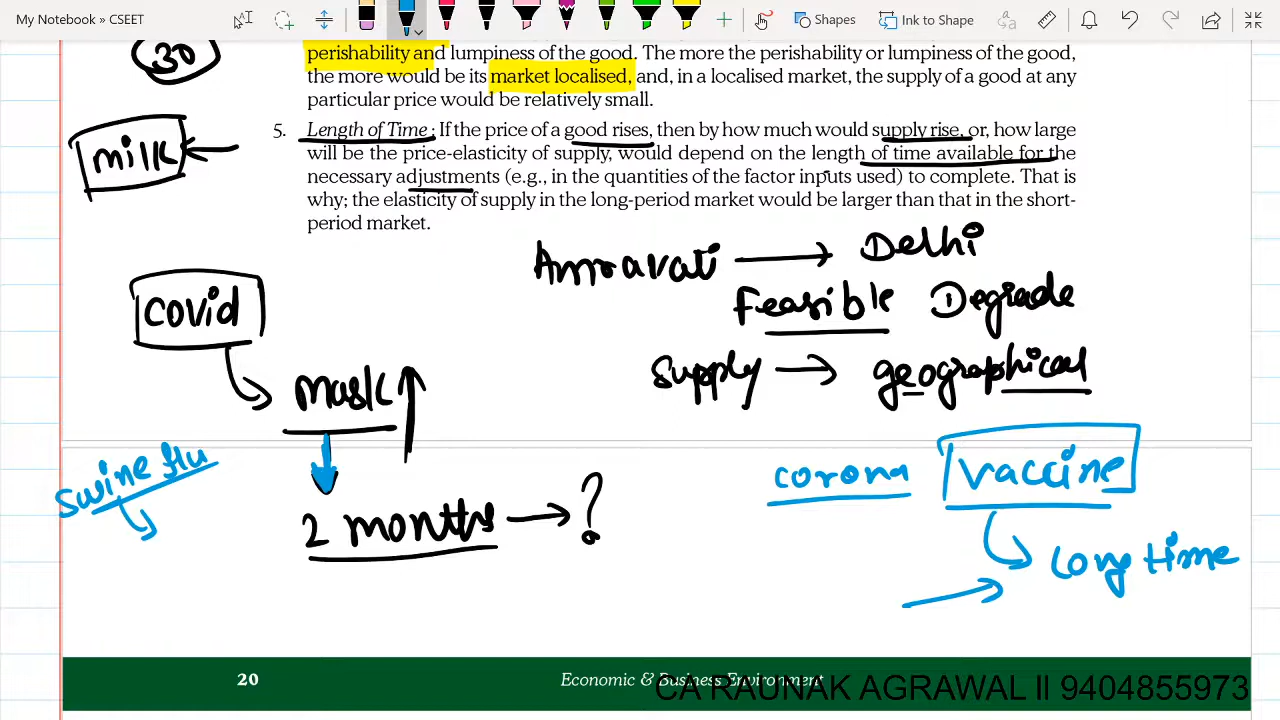 My Notebook » CSEET
Shapes
Ink to Shape
30
perishability and lumpiness of the good. The more the perishability or lumpiness of the good,
the more would be its market localised, and, in a localised market, the supply of a good at any
particular price would be relatively small.
5. Length of Time : If the price of a good rises, then by how much would supply rise, or, how large
will be the price-elasticity of supply, would depend on the length of time available for the
necessary adjustments (e.g., in the quantities of the factor inputs used) to complete. That is
why; the elasticity of supply in the long-period market would be larger than that in the short-
period market.
milk
Amravati → Delhi
Feasible Degrade
Supply → geographical
covid
mask
Swine flu
2 months → ?
corona vaccine
Long time
20 Economic & Business Environment
CA RAUNAK AGRAWAL ll 9404855973